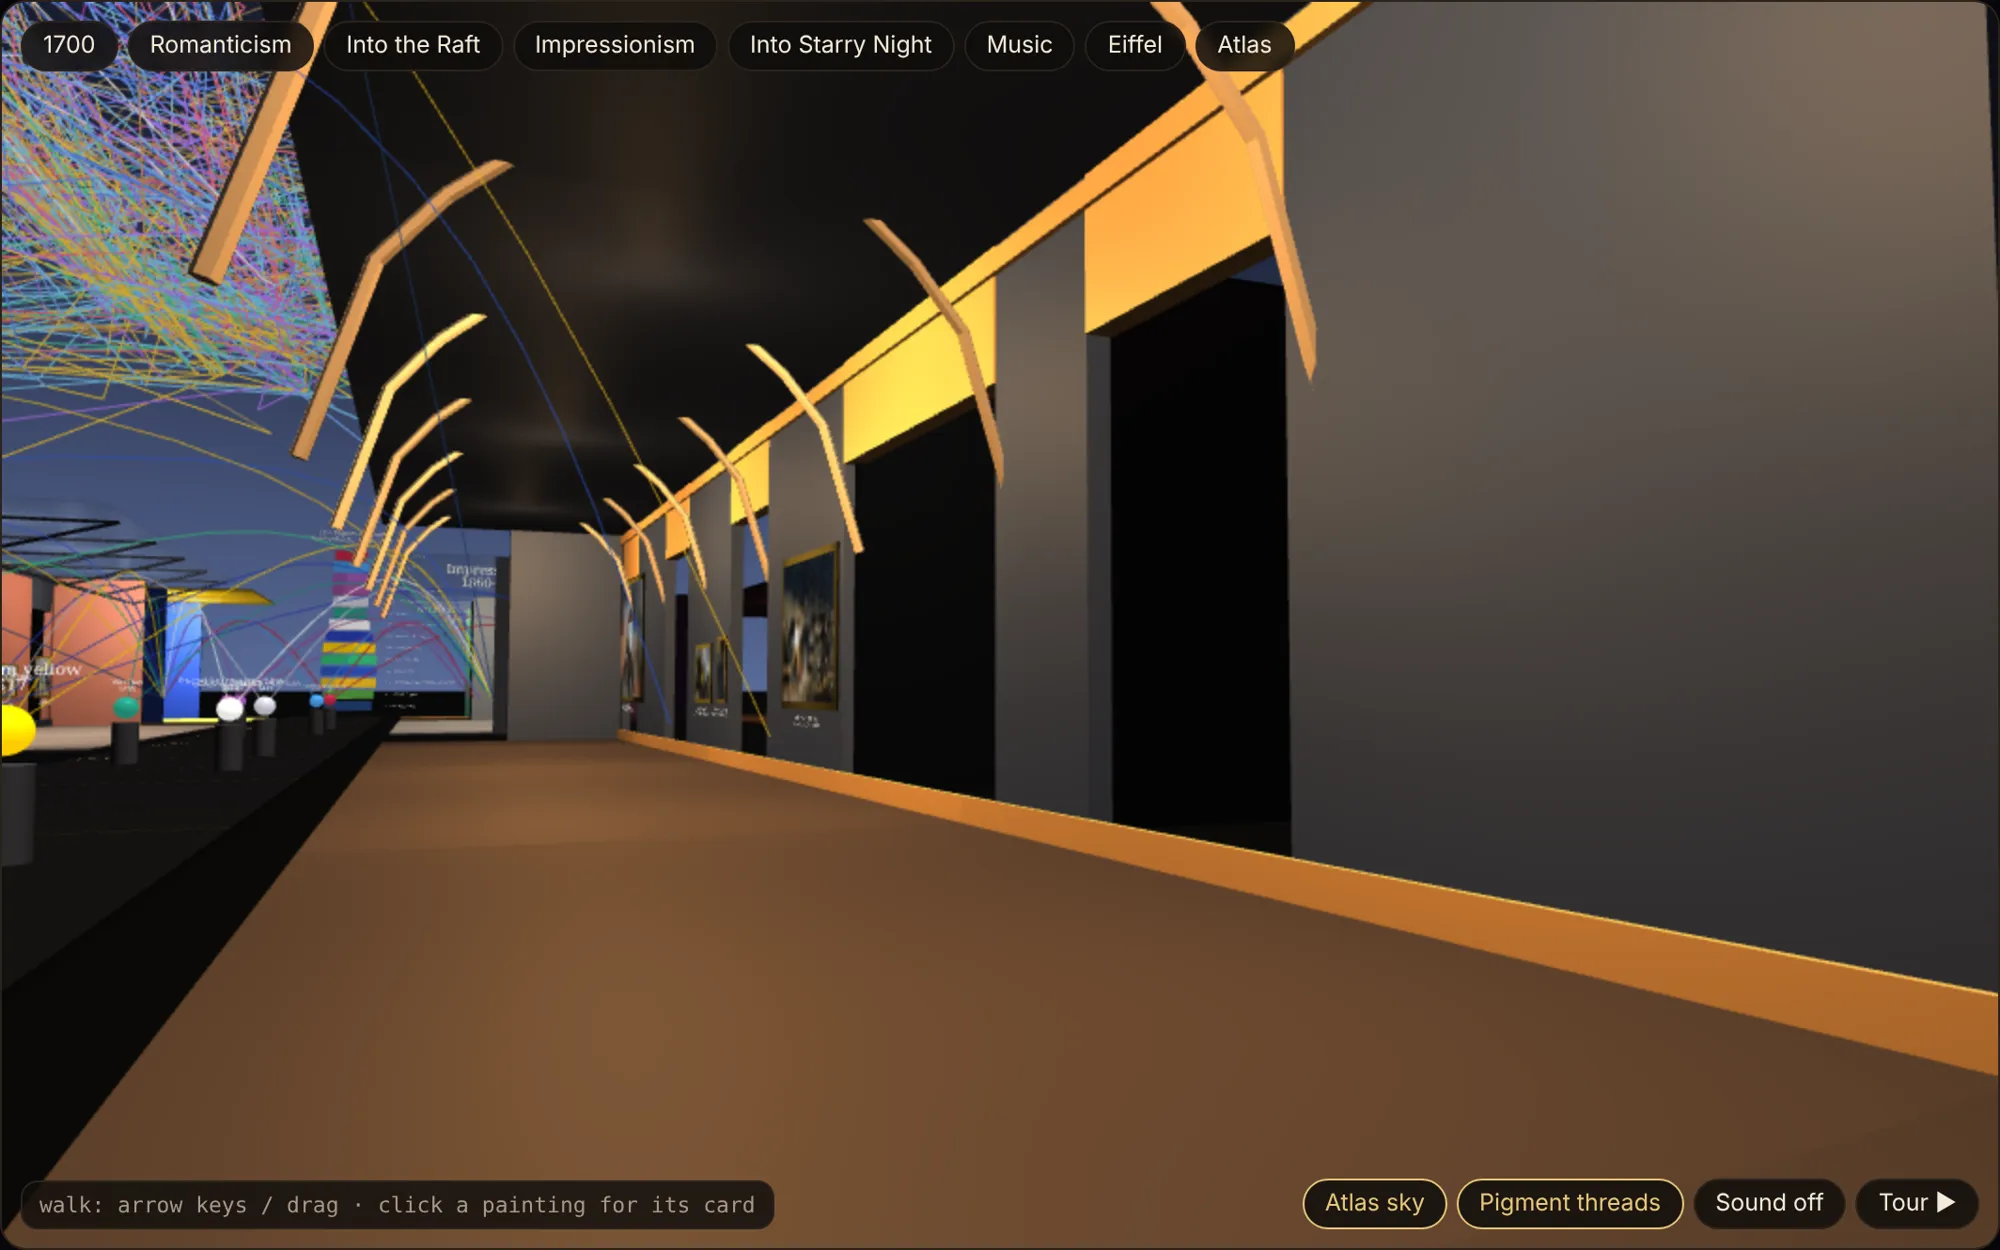 1700
Romanticism
Into the Raft
Impressionism
Into Starry Night
Music
Eiffel
Atlas
m yellow
walk: arrow keys / drag · click a painting for its card
Atlas sky
Pigment threads
Sound off
Tour ▶